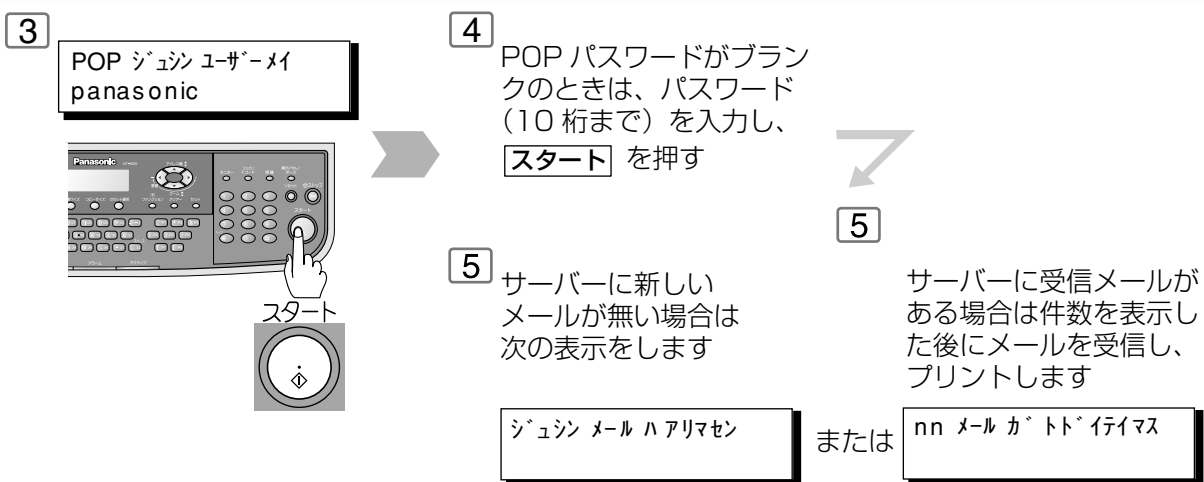 3
POP ジュシン ユーザーメイ
panasonic
Panasonic
スタート
4
POP パスワードがブラン
クのときは、パスワード
(10 桁まで) を入力し、
スタート を押す
5
サーバーに新しい
メールが無い場合は
次の表示をします
ジュシン メール ハ アリマセン
または
5
サーバーに受信メールが
ある場合は件数を表示し
た後にメールを受信し、
プリントします
nn メール ガ トドイテイマス